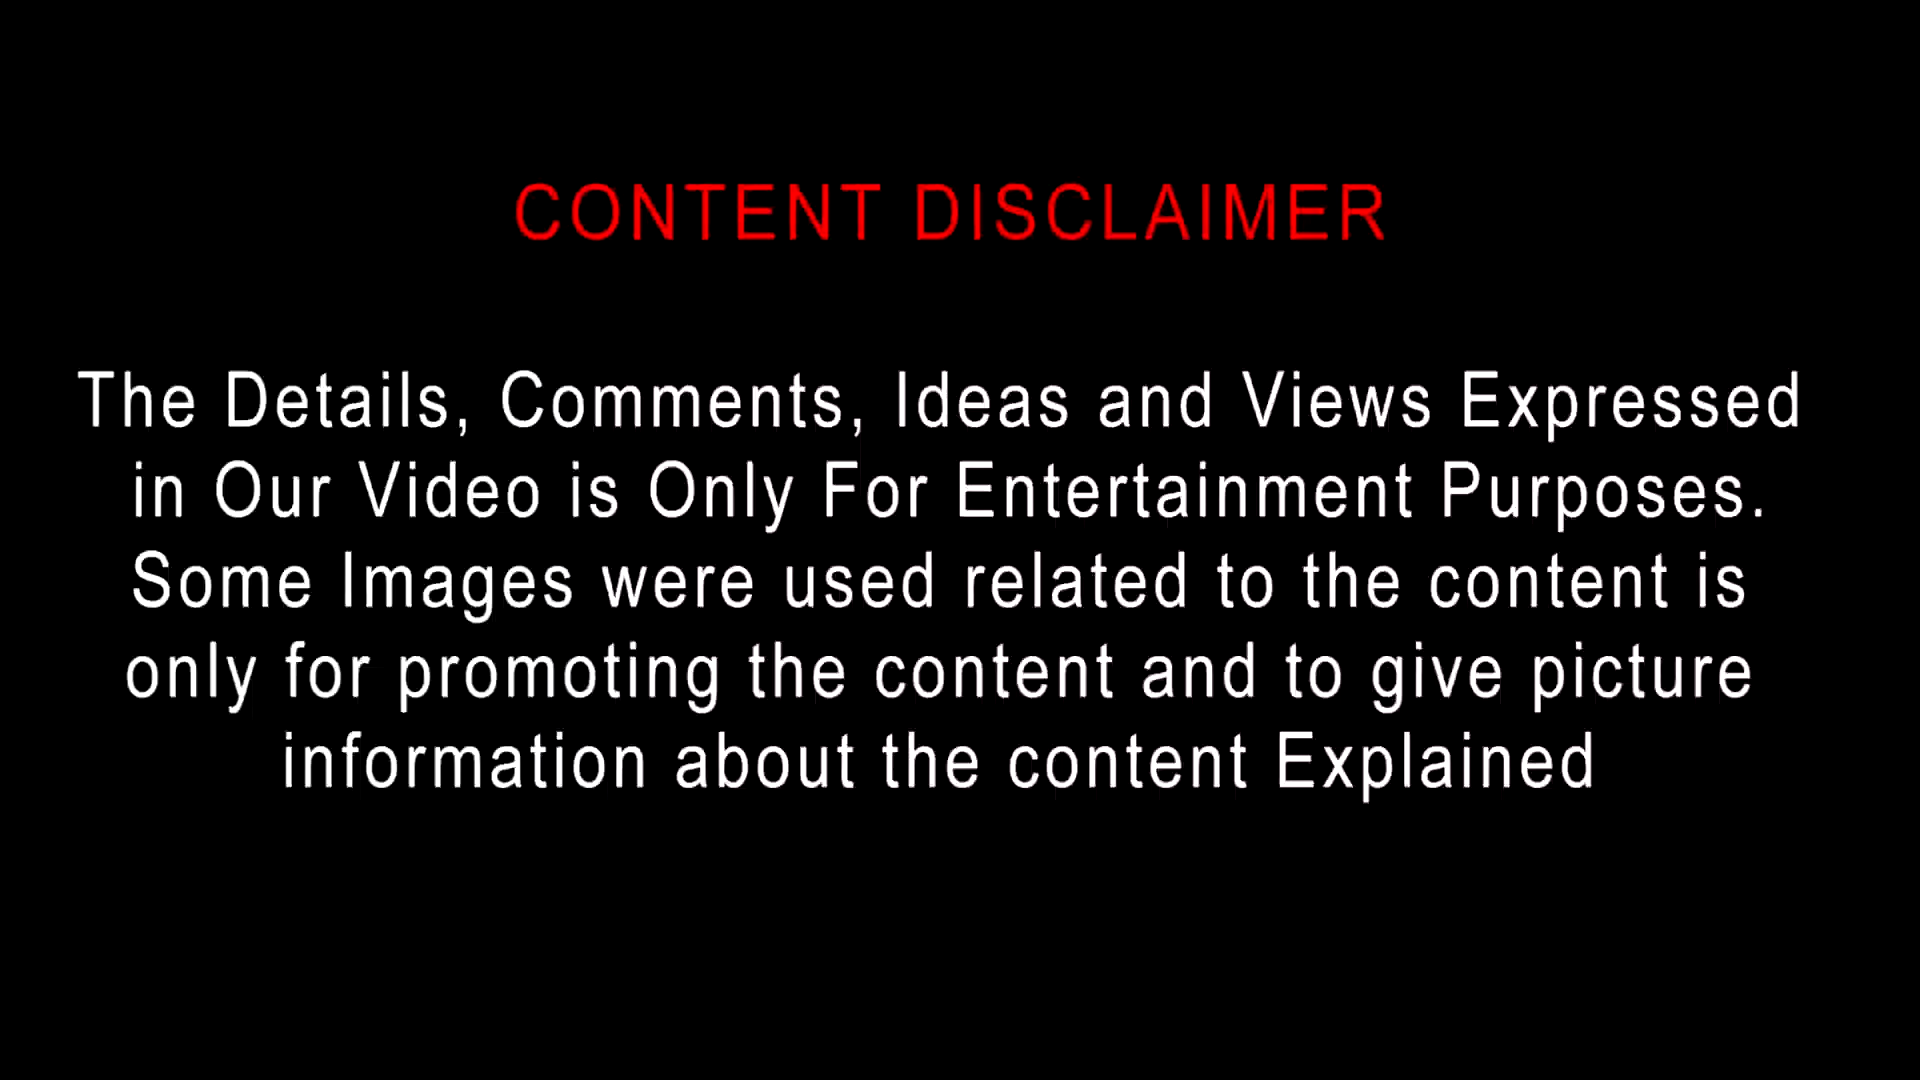 CONTENT DISCLAIMER
The Details, Comments, Ideas and Views Expressed
in Our Video is Only For Entertainment Purposes.
Some Images were used related to the content is
only for promoting the content and to give picture
information about the content Explained